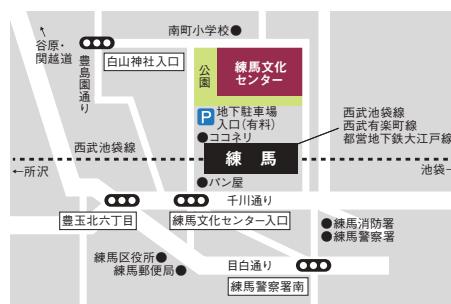 南町小学校●
↑
谷原・
関越道
豊島園通り
白山神社入口
公園
練馬文化
センター
P 地下駐車場
入口(有料)
●ココネリ
西武池袋線
西武有楽町線
都営地下鉄大江戸線
西武池袋線
練馬
←所沢
池袋→
●パン屋
千川通り
豊玉北六丁目
練馬文化センター入口
●練馬消防署
●練馬警察署
練馬区役所●
練馬郵便局●
目白通り
練馬警察署南